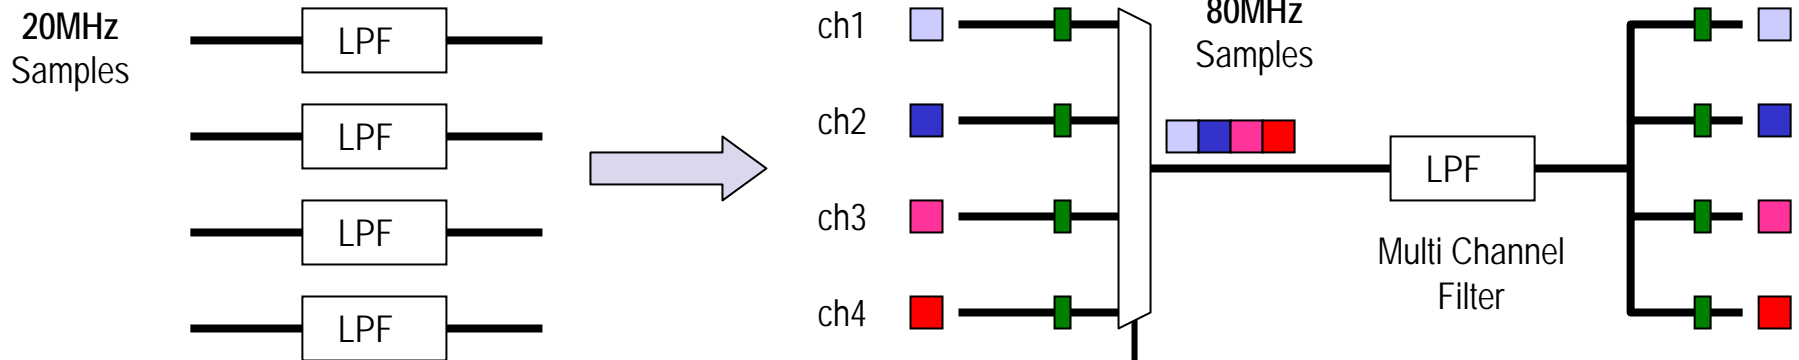 20MHz
Samples
LPF
LPF
LPF
LPF
ch1
ch2
ch3
ch4
80MHz
Samples
LPF
Multi Channel
Filter